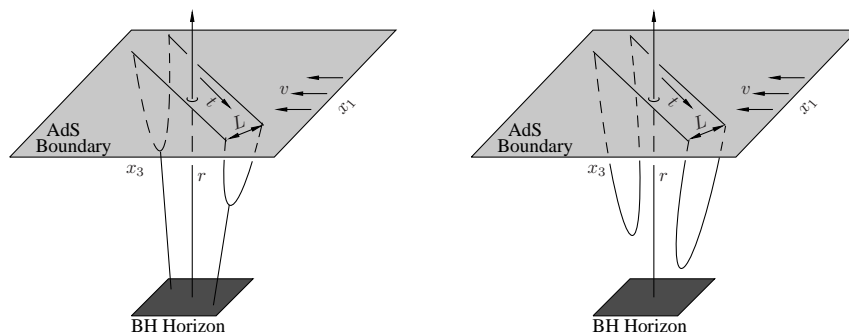 v
x₁
t
L
AdS
Boundary
x₃
r
BH Horizon
v
x₁
t
L
AdS
Boundary
x₃
r
BH Horizon